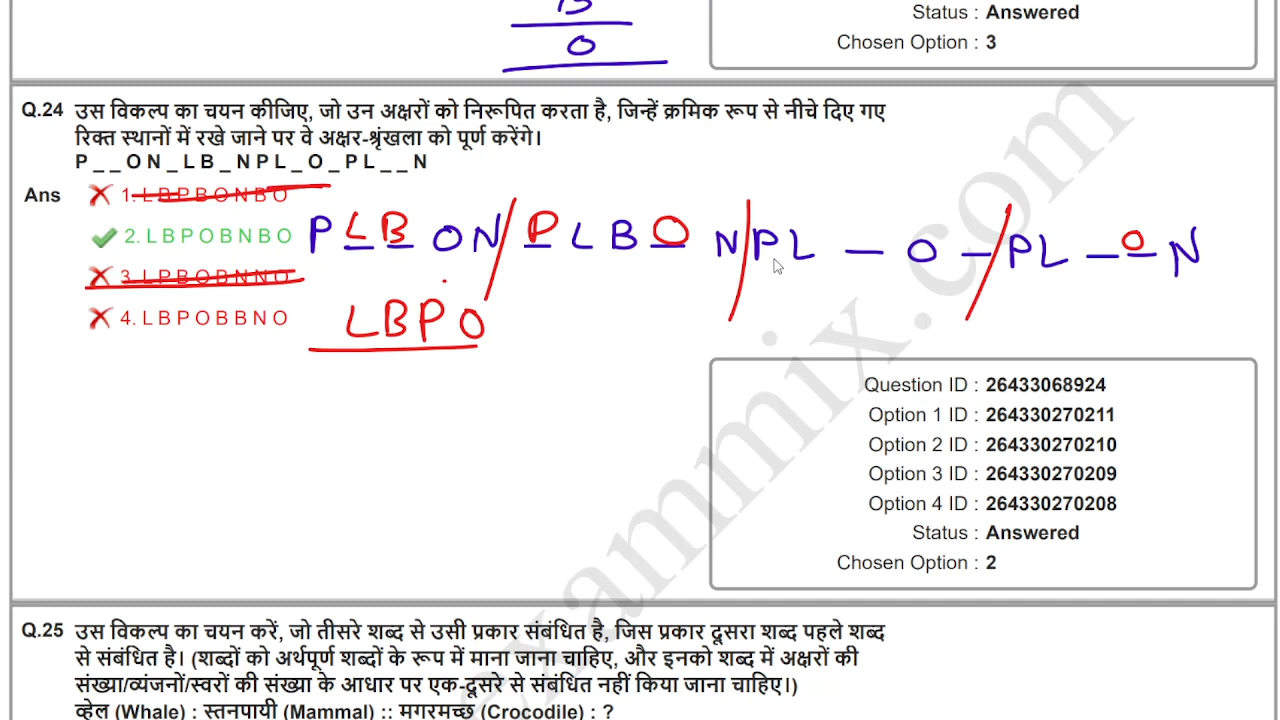 0
Status : Answered
Chosen Option : 3
Q.24 उस विकल्प का चयन कीजिए, जो उन अक्षरों को निरूपित करता है, जिन्हें क्रमिक रूप से नीचे दिए गए
रिक्त स्थानों में रखे जाने पर वे अक्षर-श्रृंखला को पूर्ण करेंगे।
P _ _ O N _ L B _ N P L _ O _ P L _ _ N
Ans 1. L B P B O N B O
2. L B P O B N B O
3. L P B O B N N O
4. L B P O B B N O
P L B O N / P L B O N / P L _ O _ / P L _ O N
L B P O
Question ID : 26433068924
Option 1 ID : 264330270211
Option 2 ID : 264330270210
Option 3 ID : 264330270209
Option 4 ID : 264330270208
Status : Answered
Chosen Option : 2
Q.25 उस विकल्प का चयन करें, जो तीसरे शब्द से उसी प्रकार संबंधित है, जिस प्रकार दूसरा शब्द पहले शब्द
से संबंधित है। (शब्दों को अर्थपूर्ण शब्दों के रूप में माना जाना चाहिए, और इनको शब्द में अक्षरों की
संख्या/व्यंजनों/स्वरों की संख्या के आधार पर एक-दूसरे से संबंधित नहीं किया जाना चाहिए।)
व्हेल (Whale) : स्तनपायी (Mammal) :: मगरमच्छ (Crocodile) : ?
exammix.com